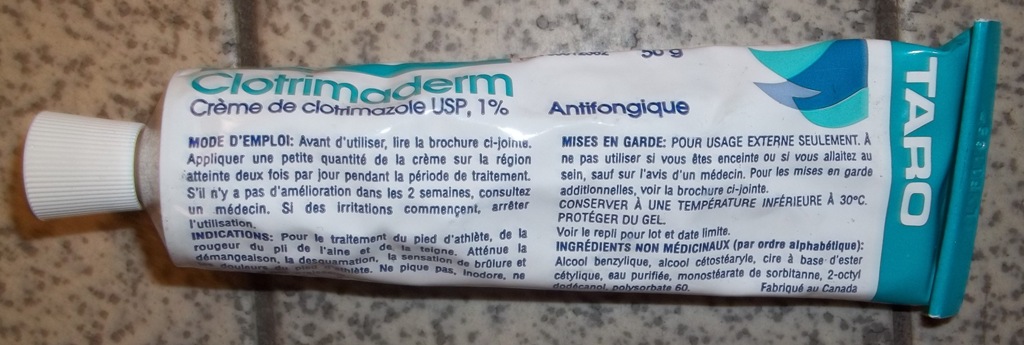 50 g
Clotrimaderm
Crème de clotrimazole USP, 1%
Antifongique
MODE D'EMPLOI: Avant d'utiliser, lire la brochure ci-jointe.
Appliquer une petite quantité de la crème sur la région
atteinte deux fois par jour pendant la période de traitement.
S'il n'y a pas d'amélioration dans les 2 semaines, consultez
un médecin. Si des irritations commencent, arrêter
l'utilisation.
INDICATIONS: Pour le traitement du pied d'athlète, de la
rougeur du pli de l'aine et de la teigne. Atténue la
démangeaison, la desquamation, la sensation de brûlure et
douleurs du pied d'athlète. Ne pique pas, inodore, ne
MISES EN GARDE: POUR USAGE EXTERNE SEULEMENT. À
ne pas utiliser si vous êtes enceinte ou si vous allaitez au
sein, sauf sur l'avis d'un médecin. Pour les mises en garde
additionnelles, voir la brochure ci-jointe.
CONSERVER À UNE TEMPÉRATURE INFÉRIEURE À 30°C.
PROTÉGER DU GEL.
Voir le repli pour lot et date limite.
INGRÉDIENTS NON MÉDICINAUX (par ordre alphabétique):
Alcool benzylique, alcool cétostéaryle, cire à base d'ester
cétylique, eau purifiée, monostéarate de sorbitanne, 2-octyl
dodécanol, polysorbate 60. Fabriqué au Canada
TARO